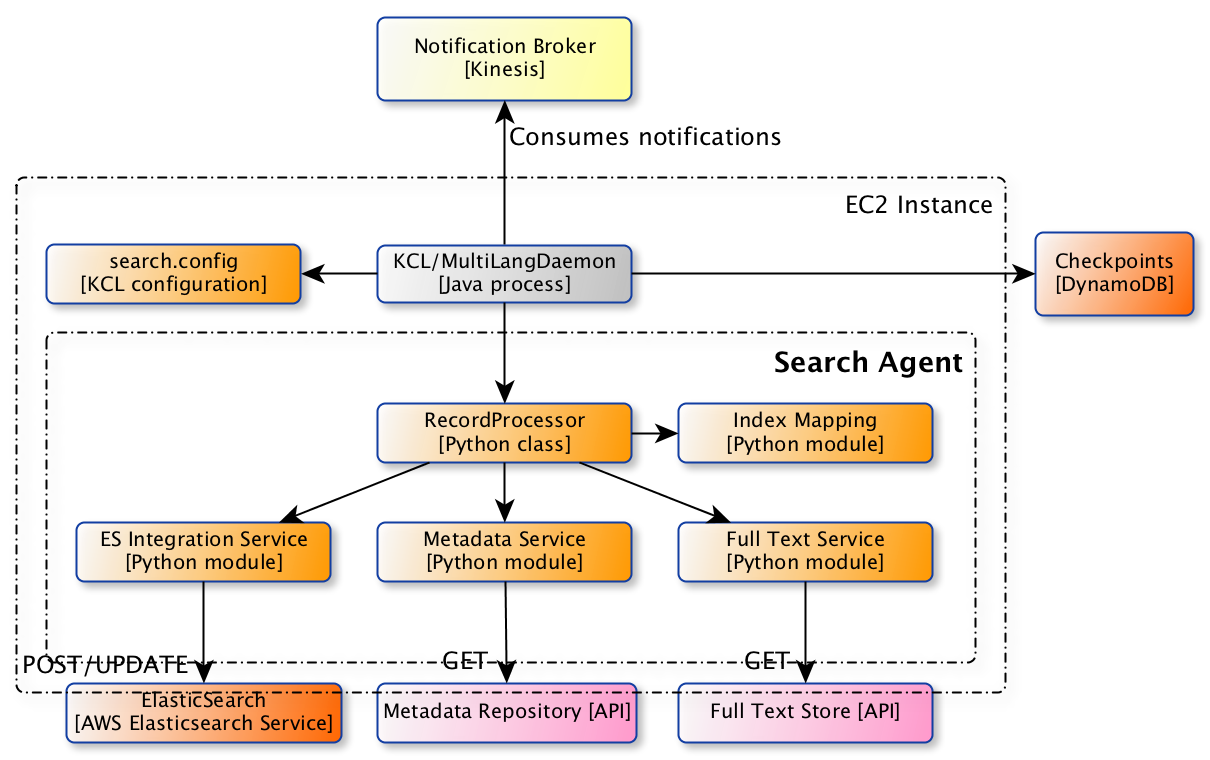 Notification Broker
[Kinesis]
Consumes notifications
EC2 Instance
search.config
[KCL configuration]
KCL/MultiLangDaemon
[Java process]
Checkpoints
[DynamoDB]
Search Agent
RecordProcessor
[Python class]
Index Mapping
[Python module]
ES Integration Service
[Python module]
Metadata Service
[Python module]
Full Text Service
[Python module]
POST/UPDATE
GET
GET
ElasticSearch
[AWS Elasticsearch Service]
Metadata Repository [API]
Full Text Store [API]